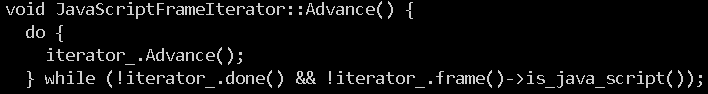 void JavaScriptFrameIterator::Advance() {
  do {
    iterator_.Advance();
  } while (!iterator_.done() && !iterator_.frame()->is_java_script());